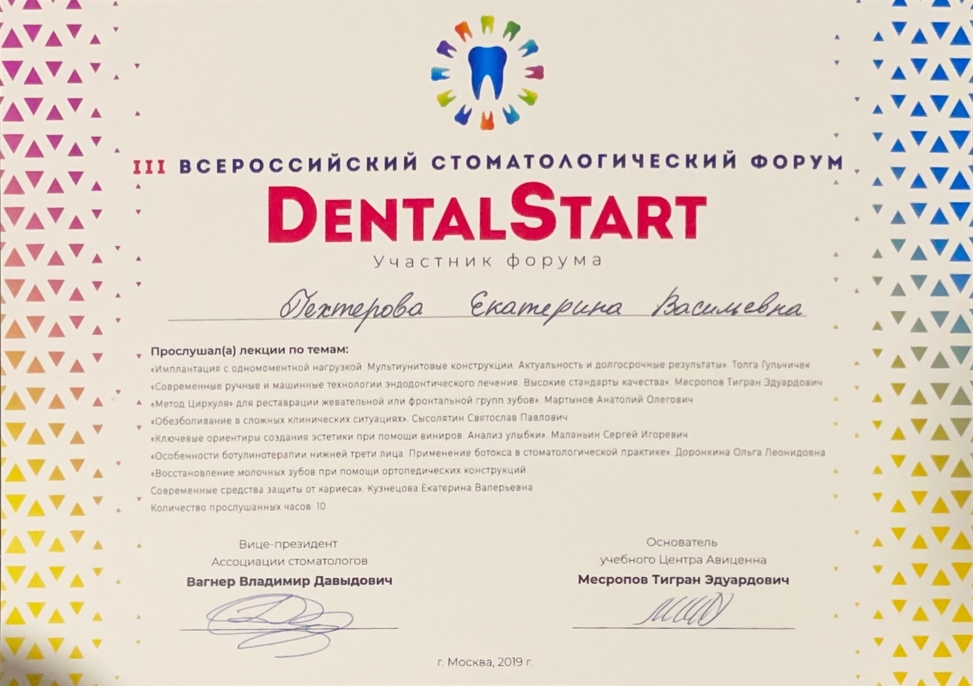 III ВСЕРОССИЙСКИЙ СТОМАТОЛОГИЧЕСКИЙ ФОРУМ
DENTALSTART
Участник форума
Пехтерова Екатерина Васильевна
Прослушал(а) лекции по темам:
«Имплантация с одномоментной нагрузкой. Мультиунитовые конструкции. Актуальность и долгосрочные результаты» Толга Гульчичек
«Современные ручные и машинные технологии эндодонтического лечения. Высокие стандарты качества». Месропов Тигран Эдуардович
«Метод Циркуля» для реставрации жевательной или фронтальной групп зубов». Мартынов Анатолий Олегович
«Обезболивание в сложных клинических ситуациях». Сысолятин Святослав Павлович
«Ключевые ориентиры создания эстетики при помощи виниров. Анализ улыбки». Маланьин Сергей Игоревич
«Особенности ботулинотерапии нижней трети лица. Применение ботокса в стоматологической практике». Доронкина Ольга Леонидовна
«Восстановление молочных зубов при помощи ортопедических конструкций.
Современные средства защиты от кариеса». Кузнецова Екатерина Валерьевна
Количество прослушанных часов: 10
Вице-президент
Ассоциации стоматологов
Вагнер Владимир Давыдович
Основатель
учебного Центра Авиценна
Месропов Тигран Эдуардович
г. Москва, 2019 г.